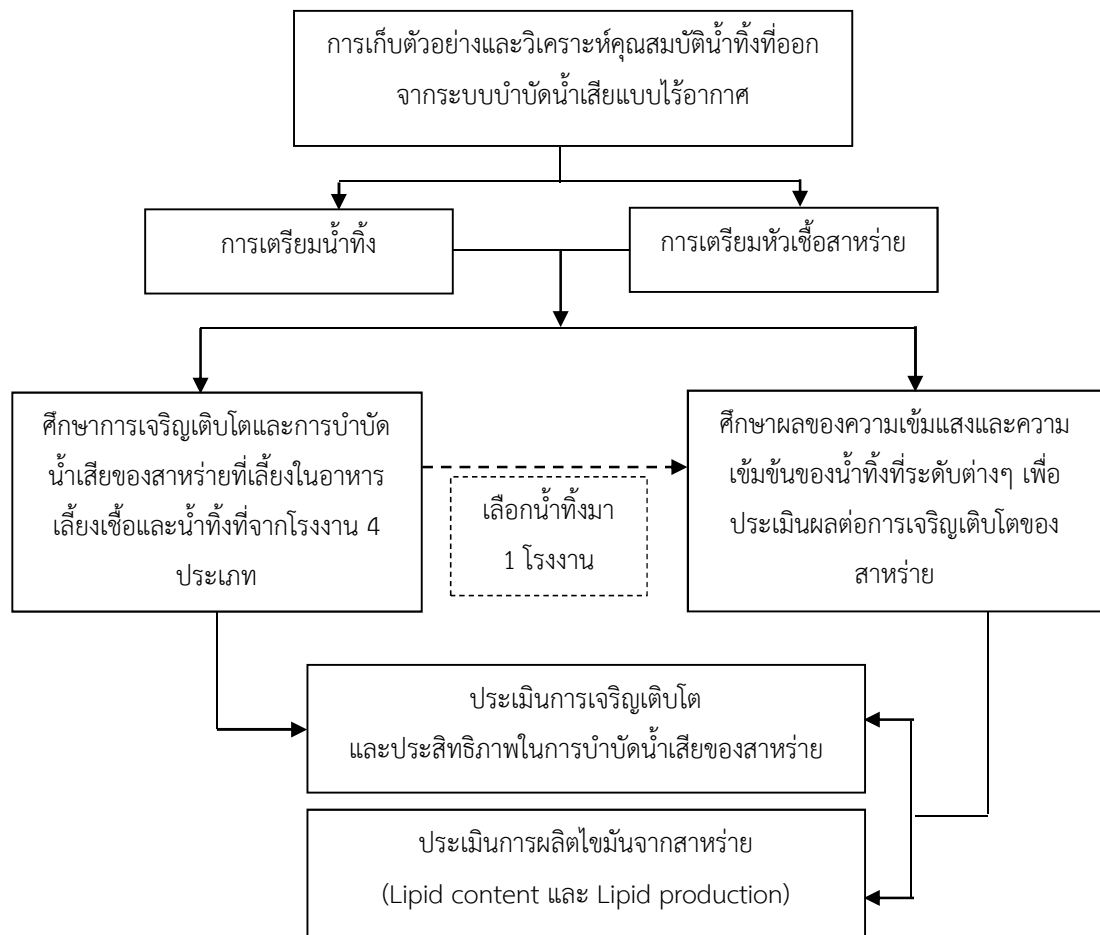 การเก็บตัวอย่างและวิเคราะห์คุณสมบัติน้ำทิ้งที่ออก
จากระบบบำบัดน้ำเสียแบบไร้อากาศ
การเตรียมน้ำทิ้ง
การเตรียมหัวเชื้อสาหร่าย
ศึกษาการเจริญเติบโตและการบำบัด
น้ำเสียของสาหร่ายที่เลี้ยงในอาหาร
เลี้ยงเชื้อและน้ำทิ้งที่จากโรงงาน 4
ประเภท
เลือกน้ำทิ้งมา
1 โรงงาน
ศึกษาผลของความเข้มแสงและความ
เข้มข้นของน้ำทิ้งที่ระดับต่างๆ เพื่อ
ประเมินผลต่อการเจริญเติบโตของ
สาหร่าย
ประเมินการเจริญเติบโต
และประสิทธิภาพในการบำบัดน้ำเสียของสาหร่าย
ประเมินการผลิตไขมันจากสาหร่าย
(Lipid content และ Lipid production)